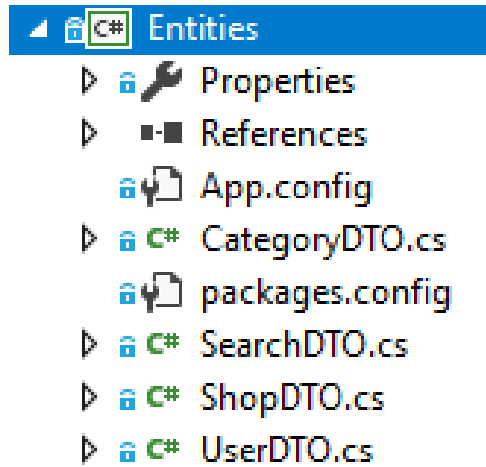 C# Entities
Properties
References
App.config
C# CategoryDTO.cs
packages.config
C# SearchDTO.cs
C# ShopDTO.cs
C# UserDTO.cs